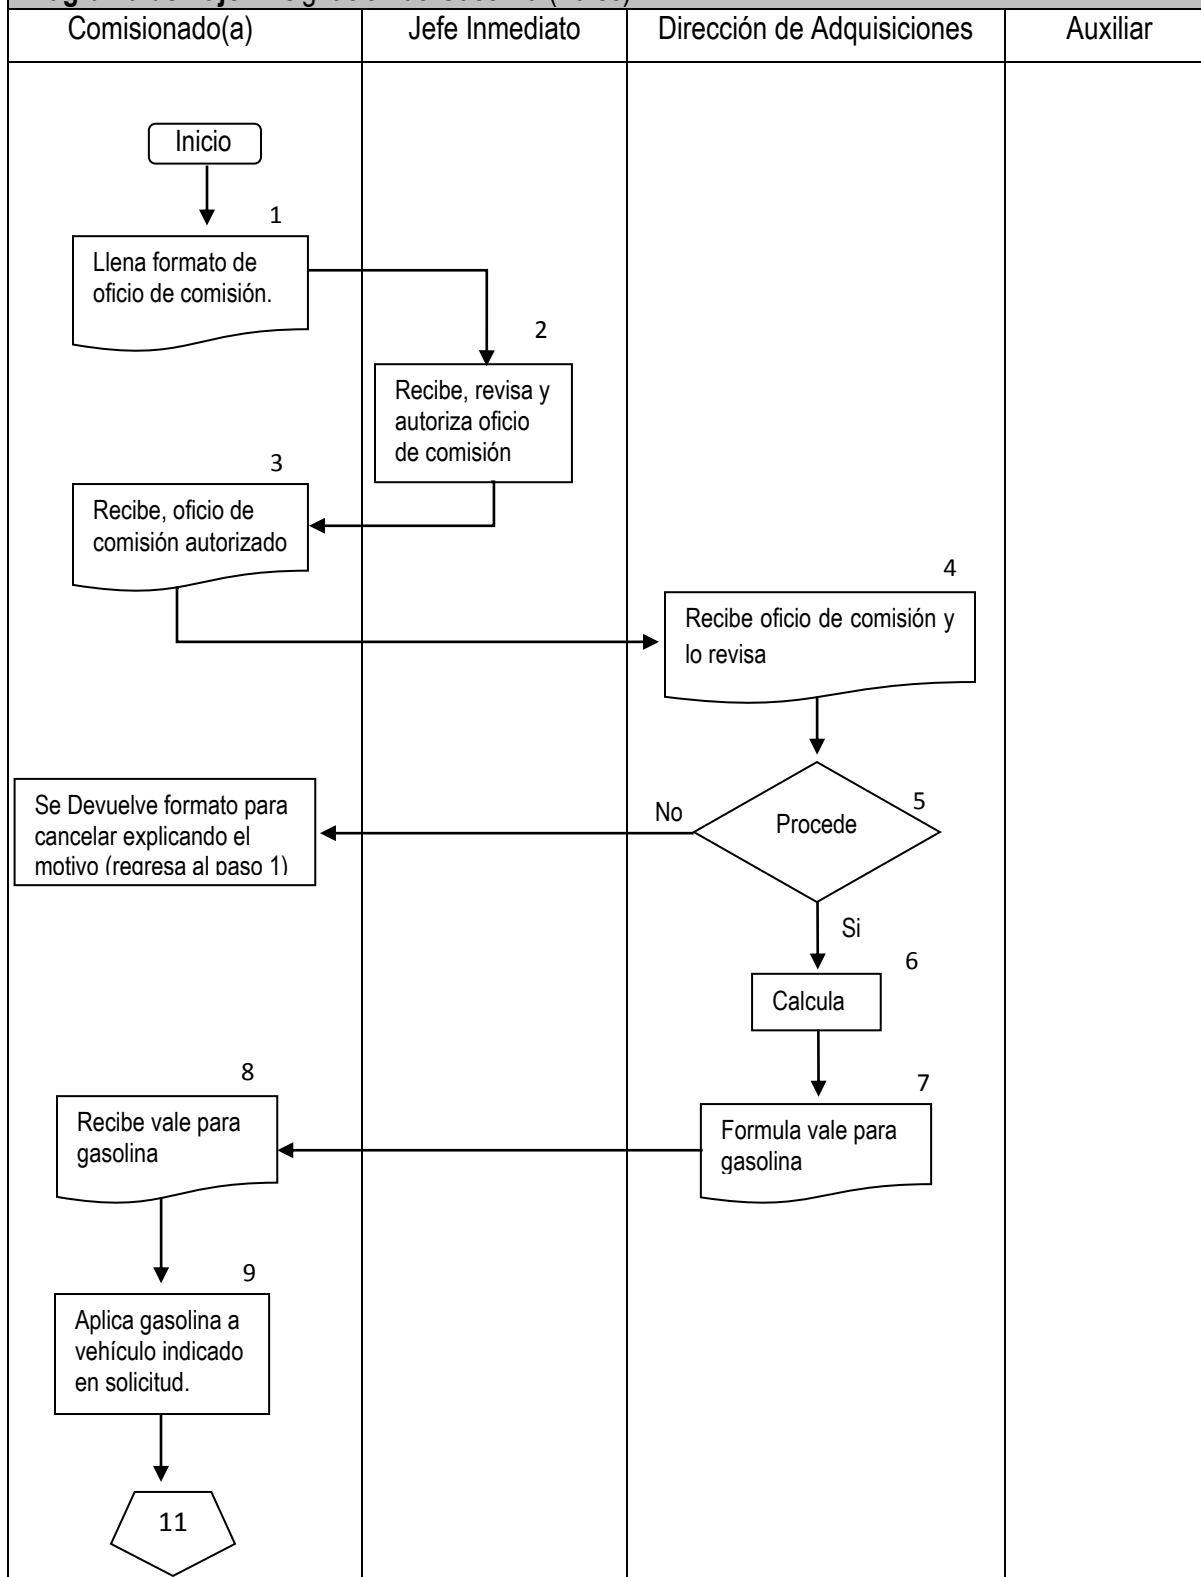 Comisionado(a)
Jefe Inmediato
Dirección de Adquisiciones
Auxiliar
Inicio
1
Llena formato de
oficio de comisión.
2
Recibe, revisa y
autoriza oficio
de comisión
3
Recibe, oficio de
comisión autorizado
4
Recibe oficio de comisión y
lo revisa
5
Procede
No
Se Devuelve formato para
cancelar explicando el
motivo (regresa al paso 1)
Si
6
Calcula
7
Formula vale para
gasolina
8
Recibe vale para
gasolina
9
Aplica gasolina a
vehículo indicado
en solicitud.
11